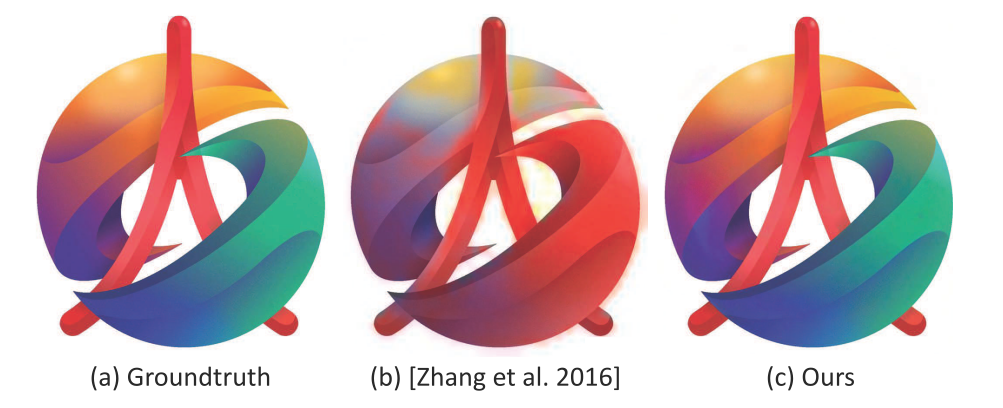 (a) Groundtruth
(b) [Zhang et al. 2016]
(c) Ours